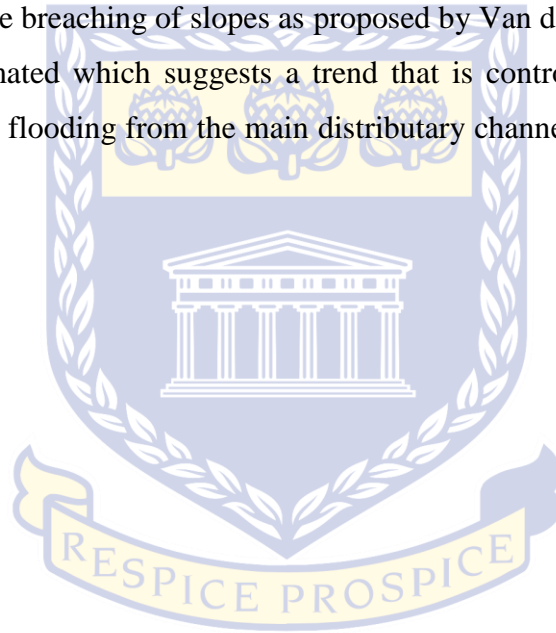 e breaching of slopes as proposed by Van d
nated which suggests a trend that is contro
flooding from the main distributary channe
RESPICE PROSPICE